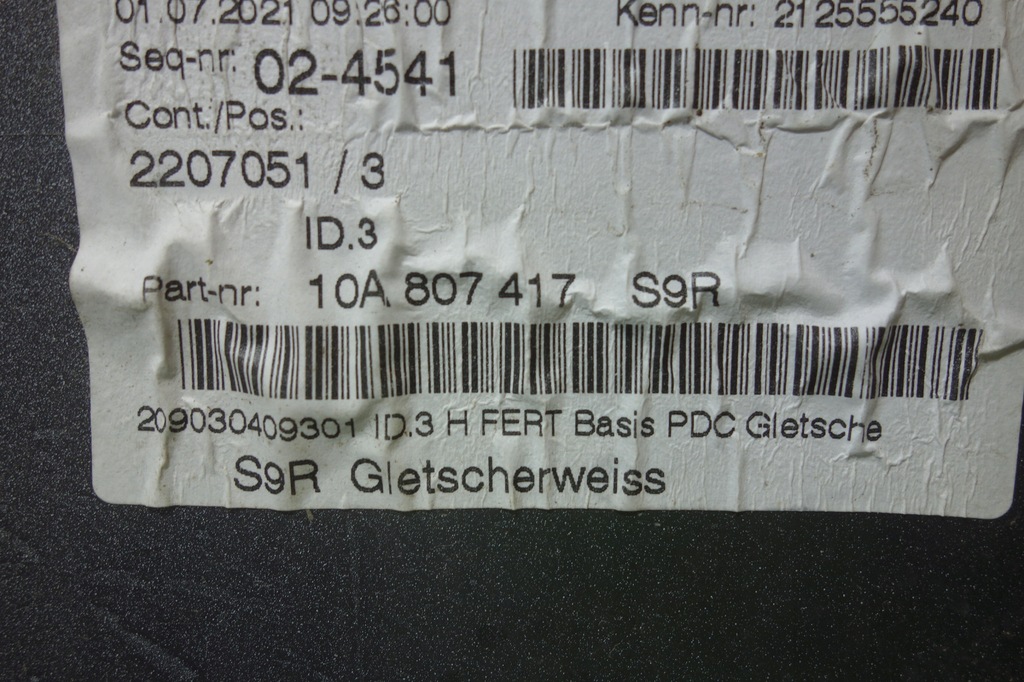 01.07.2021 09:26:00 Kenn-nr: 2125555240
Seq-nr: 02-4541
Cont./Pos.:
2207051 / 3
ID.3
Part-nr: 10A 807 417 S9R
209030409301 ID.3 H FERT Basis PDC Gletsche
S9R Gletscherweiss